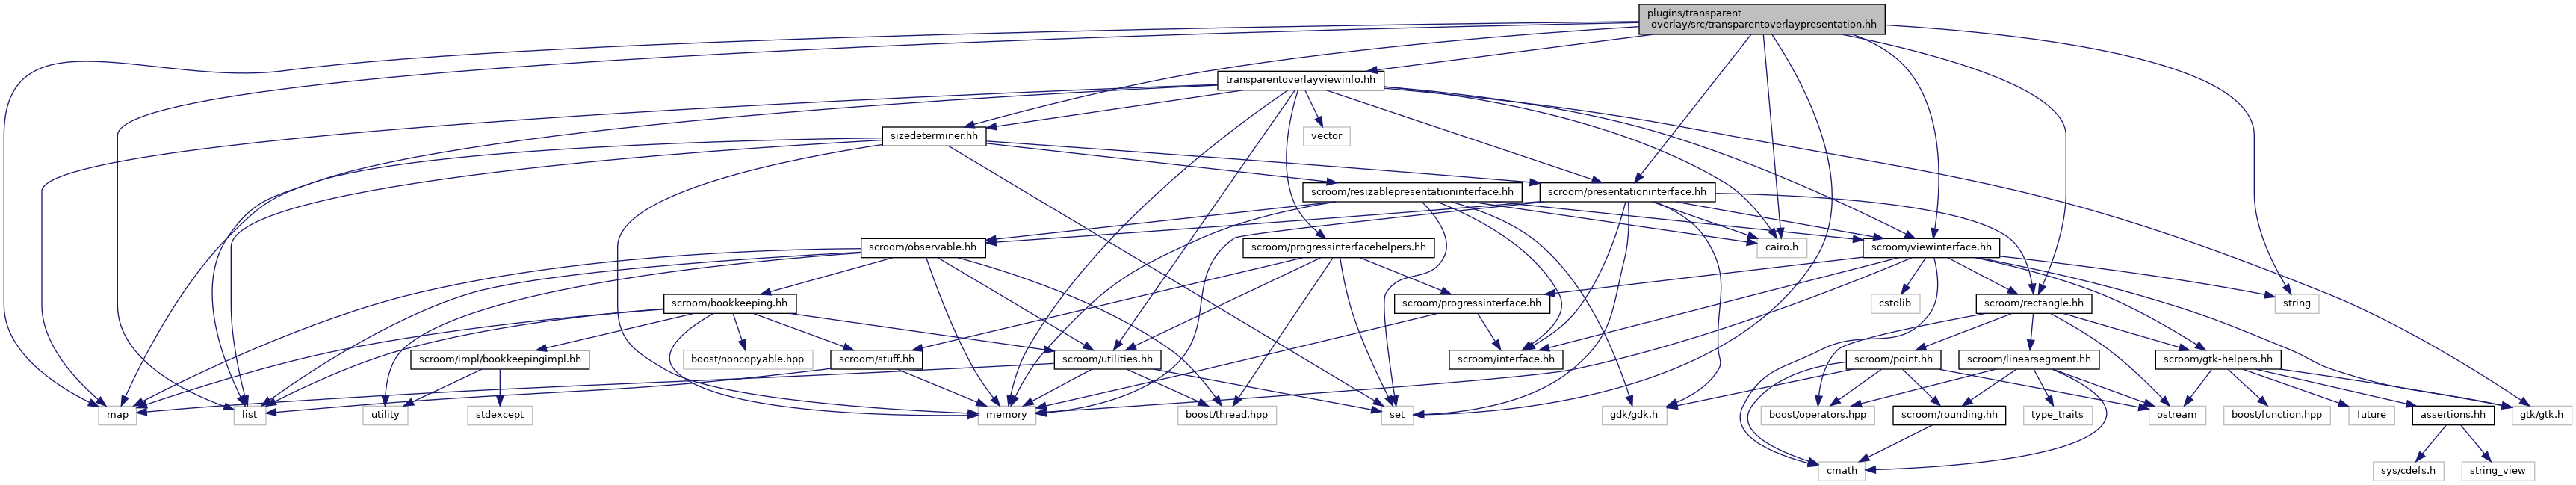 plugins/transparent
-overlay/src/transparentoverlaypresentation.hh
transparentoverlayviewinfo.hh
sizedeterminer.hh
vector
scroom/resizablepresentationinterface.hh
scroom/presentationinterface.hh
scroom/observable.hh
scroom/progressinterfacehelpers.hh
cairo.h
scroom/viewinterface.hh
scroom/bookkeeping.hh
scroom/progressinterface.hh
cstdlib
scroom/rectangle.hh
string
scroom/impl/bookkeepingimpl.hh
boost/noncopyable.hpp
scroom/stuff.hh
scroom/utilities.hh
scroom/interface.hh
scroom/point.hh
scroom/linearsegment.hh
scroom/gtk-helpers.hh
map
list
utility
stdexcept
memory
boost/thread.hpp
set
gdk/gdk.h
boost/operators.hpp
scroom/rounding.hh
type_traits
ostream
boost/function.hpp
future
assertions.hh
gtk/gtk.h
cmath
sys/cdefs.h
string_view